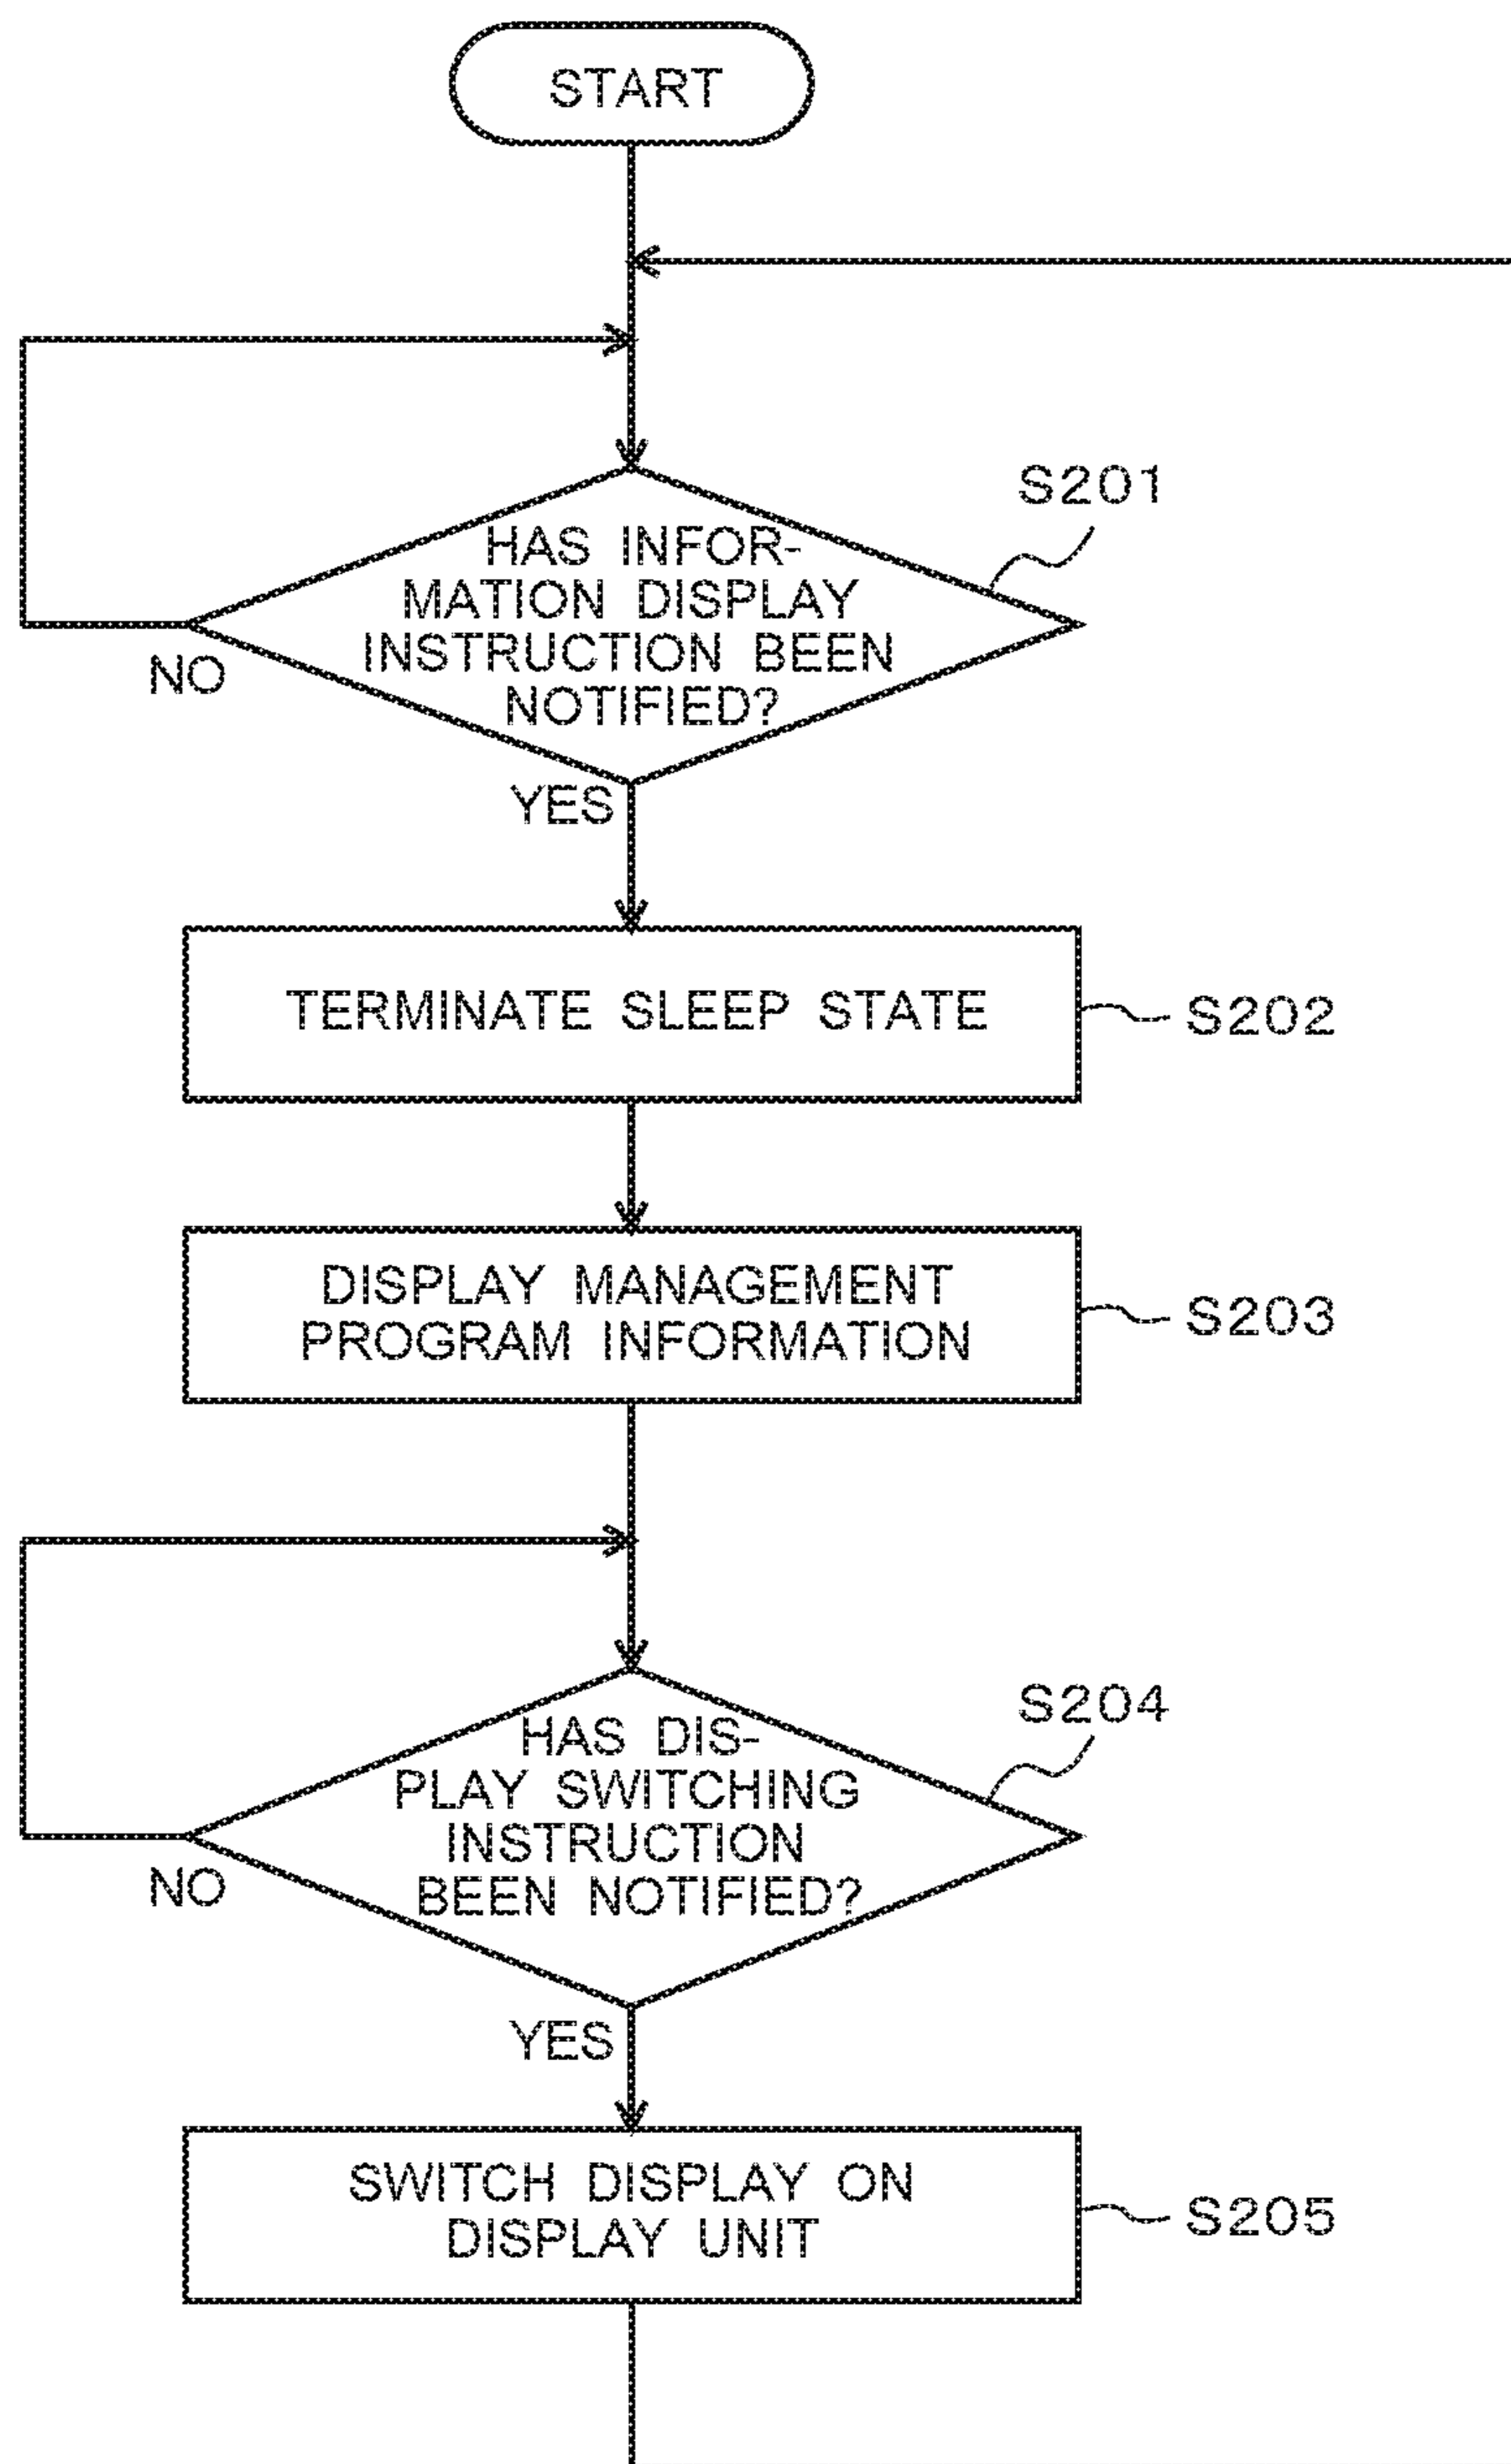 START
S201
HAS INFOR-
MATION DISPLAY
INSTRUCTION BEEN
NOTIFIED?
NO
YES
TERMINATE SLEEP STATE
S202
DISPLAY MANAGEMENT
PROGRAM INFORMATION
S203
S204
HAS DIS-
PLAY SWITCHING
INSTRUCTION
BEEN NOTIFIED?
NO
YES
SWITCH DISPLAY ON
DISPLAY UNIT
S205